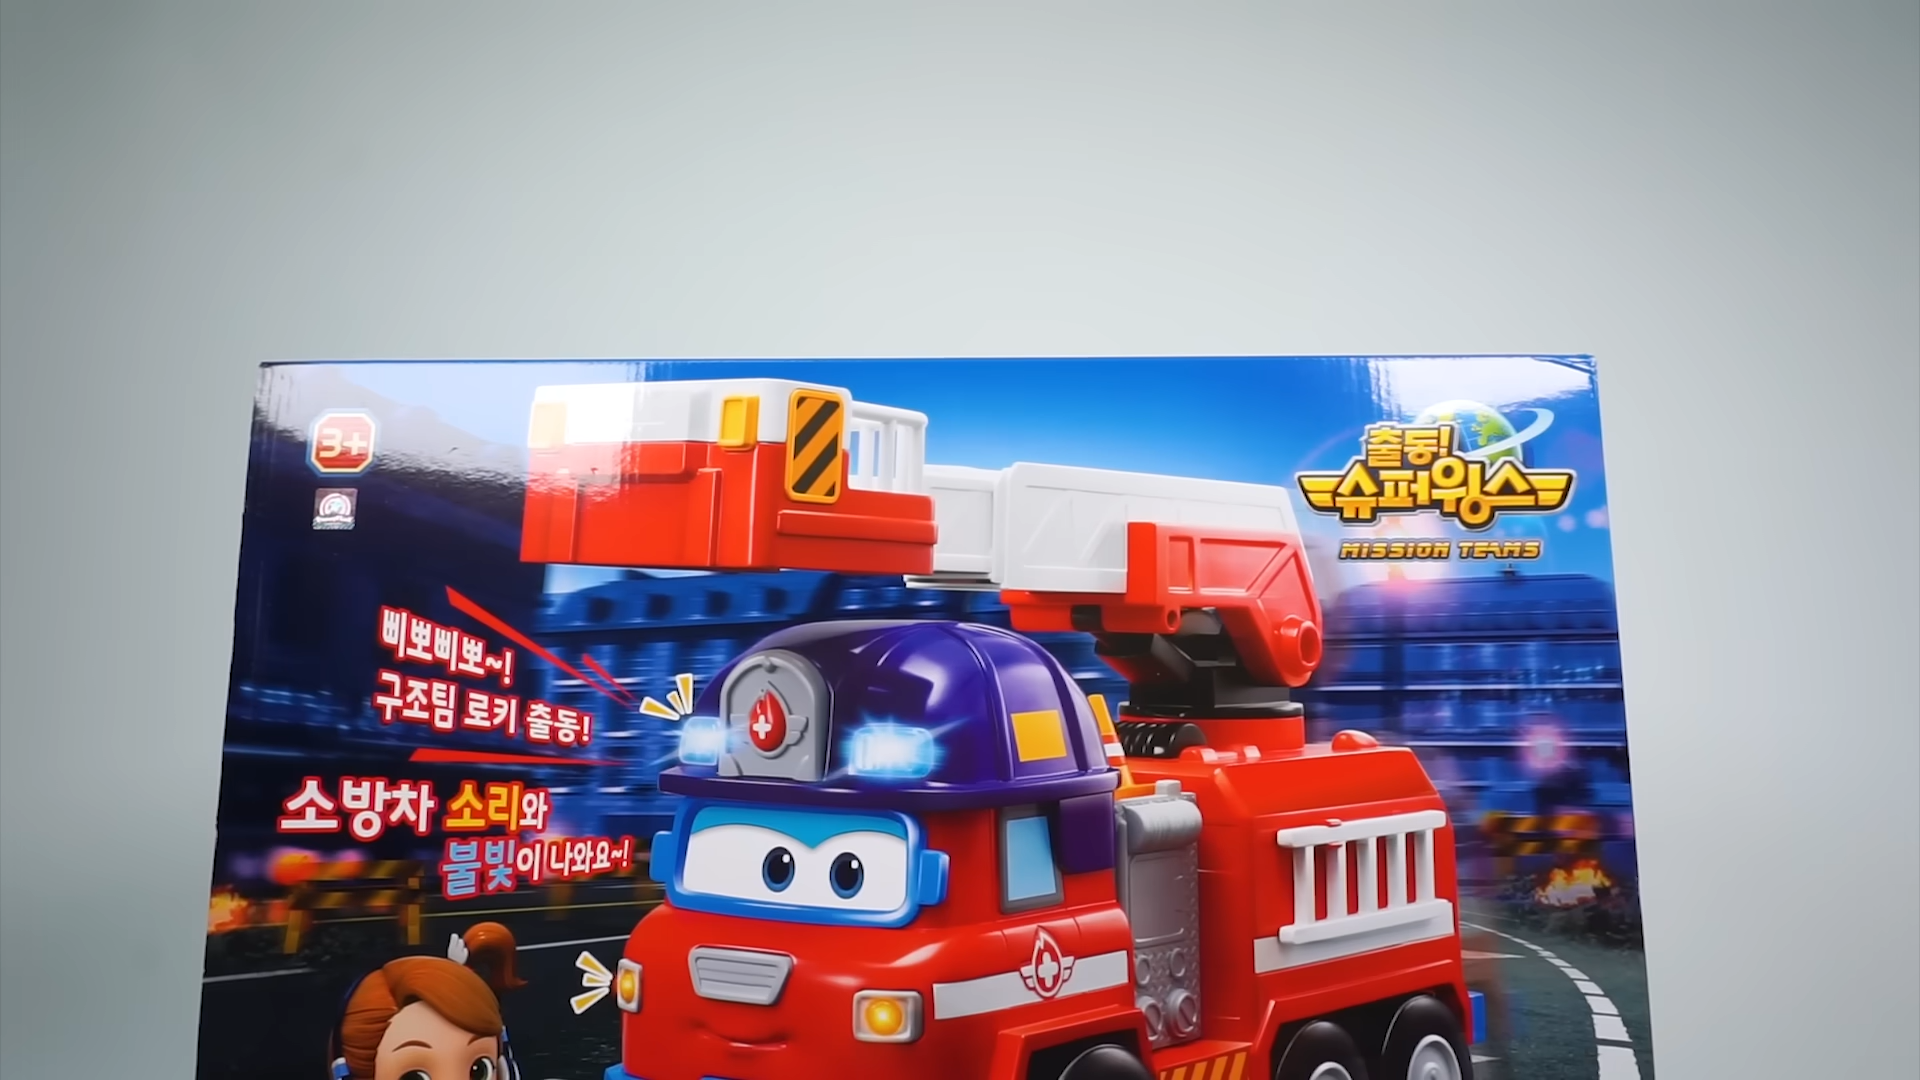 3+
출동!
슈퍼윙스
MISSION TEAMS
삐뽀삐뽀~!
구조팀 로키 출동!
소방차 소리와
불빛이 나와요~!